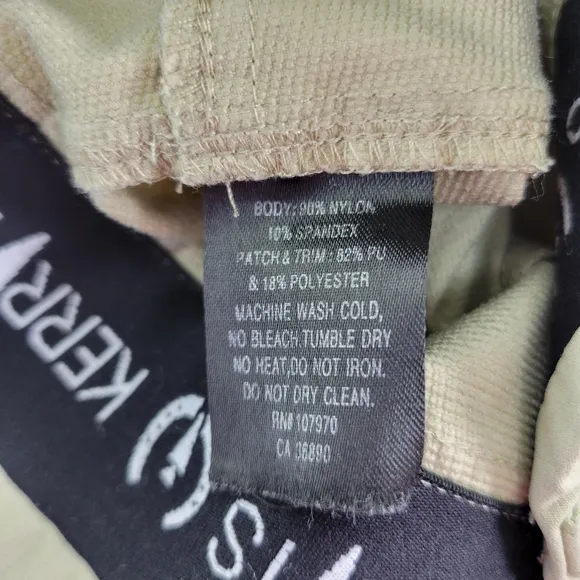 BODY: 90% NYLON
10% SPANDEX
PATCH & TRIM: 82% PU
& 18% POLYESTER
MACHINE WASH COLD,
NO BLEACH.TUMBLE DRY
NO HEAT,DO NOT IRON.
DO NOT DRY CLEAN.
RN# 107970
CA 36890
KERR